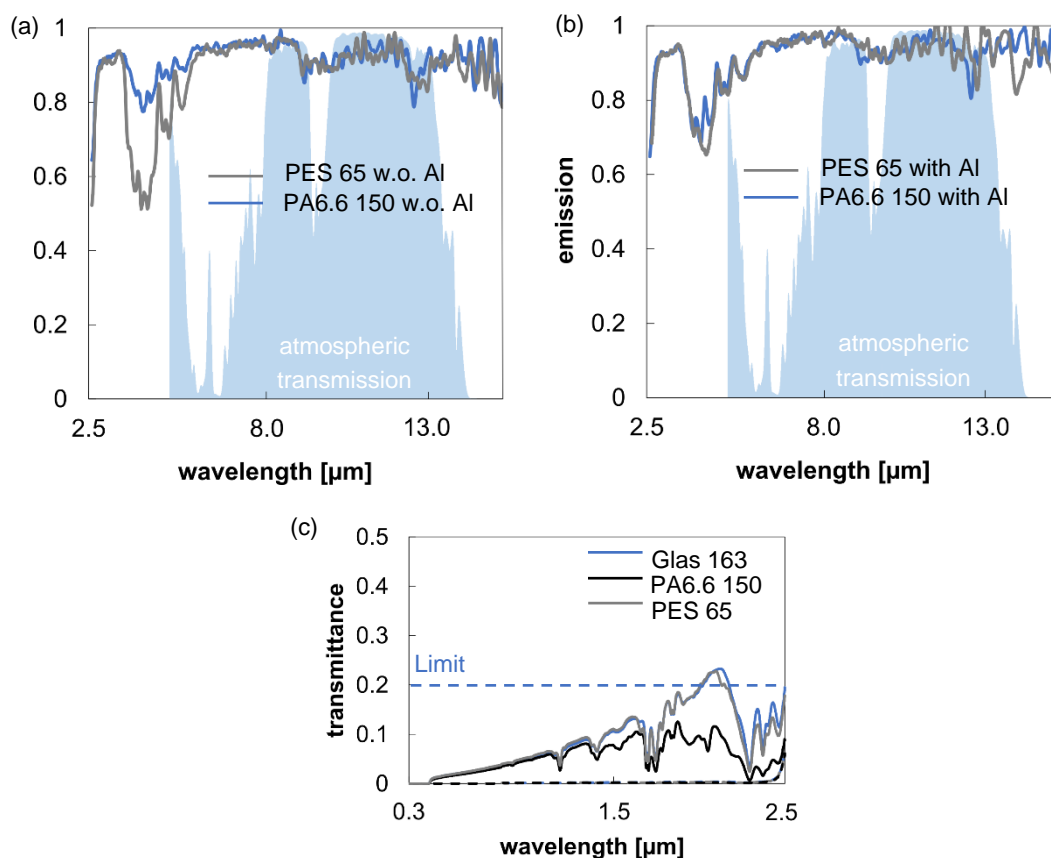 (a)
1
0.8
0.6
0.4
0.2
0
PES 65 w.o. Al
PA6.6 150 w.o. Al
atmospheric
transmission
2.5
8.0
13.0
wavelength [µm]
(b)
emission
1
0.8
0.6
0.4
0.2
0
PES 65 with Al
PA6.6 150 with Al
atmospheric
transmission
2.5
8.0
13.0
wavelength [µm]
(c)
transmittance
0.5
0.4
0.3
0.2
0.1
0
Glas 163
PA6.6 150
PES 65
Limit
0.3
1.5
2.5
wavelength [µm]